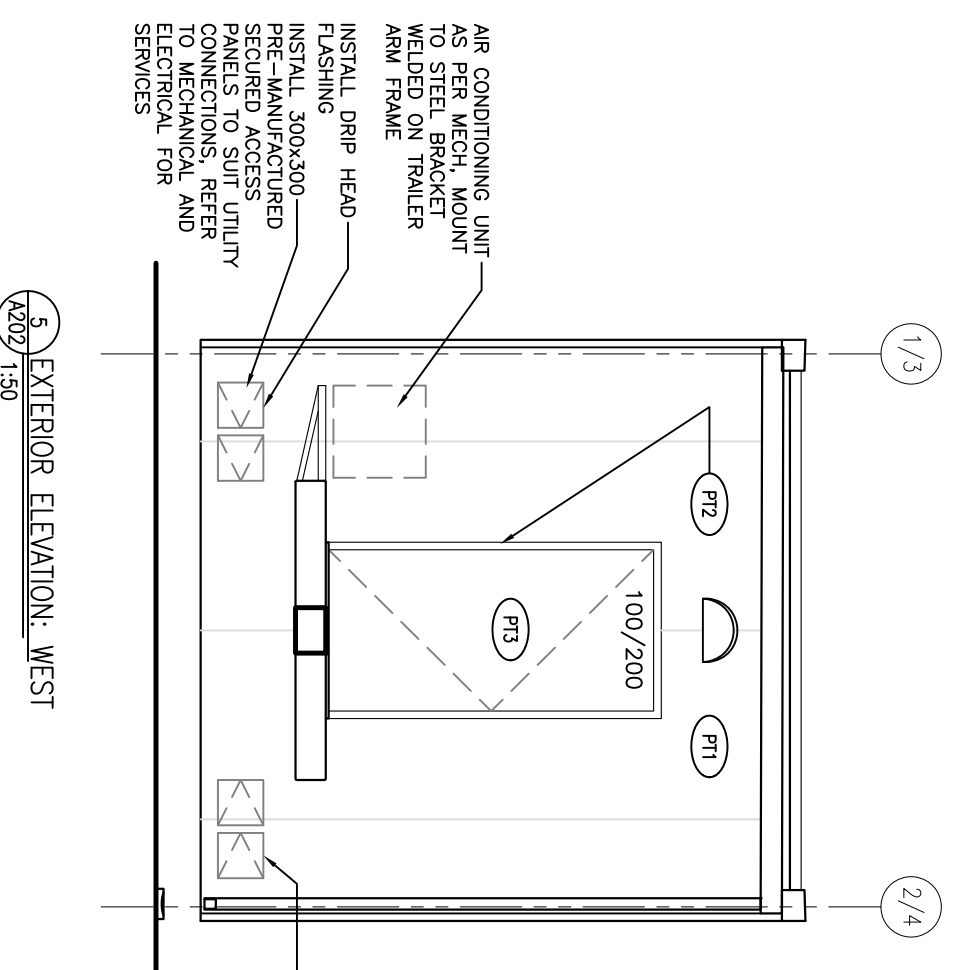 1/3
2/4
AIR CONDITIONING UNIT
AS PER MECH, MOUNT
TO STEEL BRACKET
WELDED ON TRAILER
ARM FRAME
INSTALL DRIP HEAD
FLASHING
INSTALL 300x300
PRE-MANUFACTURED
SECURED ACCESS
PANELS TO SUIT UTILITY
CONNECTIONS, REFER
TO MECHANICAL AND
ELECTRICAL FOR
SERVICES
PT2
PT1
100/200
PT3
5
A202
EXTERIOR ELEVATION: WEST
1:50